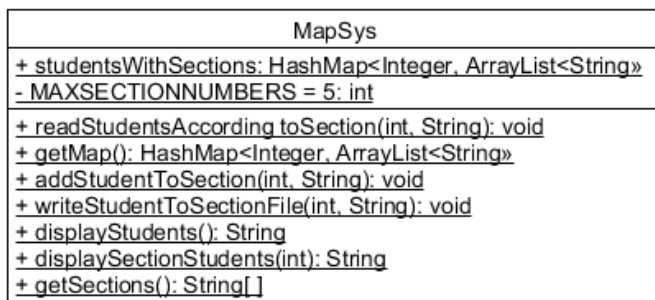 MapSys
+ studentsWithSections: HashMap<Integer, ArrayList<String»
- MAXSECTIONNUMBERS = 5: int
+ readStudentsAccording toSection(int, String): void
+ getMap(): HashMap<Integer, ArrayList<String»
+ addStudentToSection(int, String): void
+ writeStudentToSectionFile(int, String): void
+ displayStudents(): String
+ displaySectionStudents(int): String
+ getSections(): String[ ]